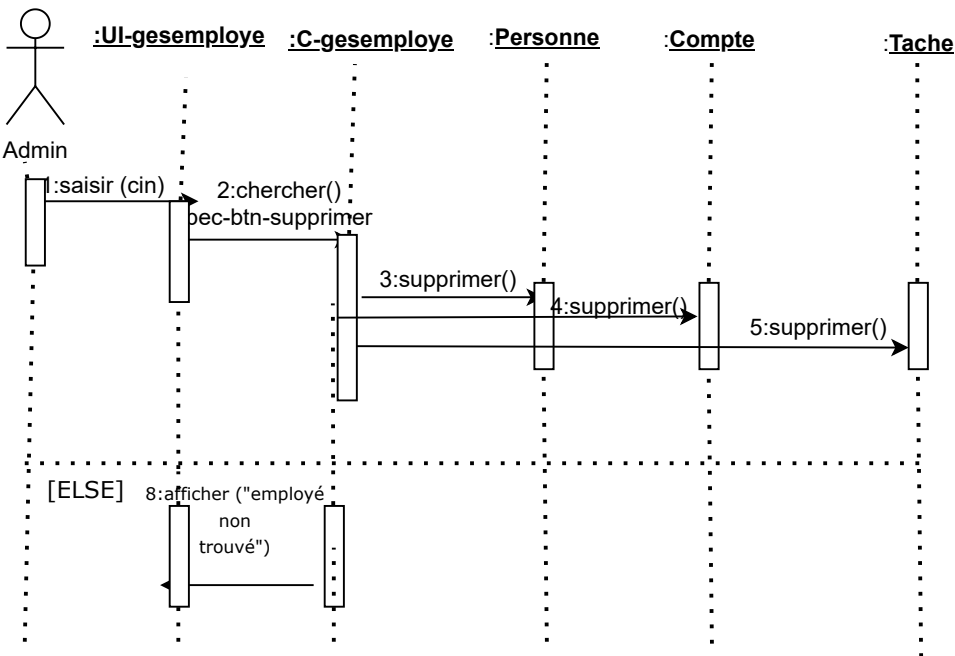 :UI-gesemploye
:C-gesemploye
:Personne
:Compte
:Tache
Admin
1:saisir (cin)
2:chercher()
pec-btn-supprimer
3:supprimer()
4:supprimer()
5:supprimer()
[ELSE]
8:afficher ("employé
non
trouvé")